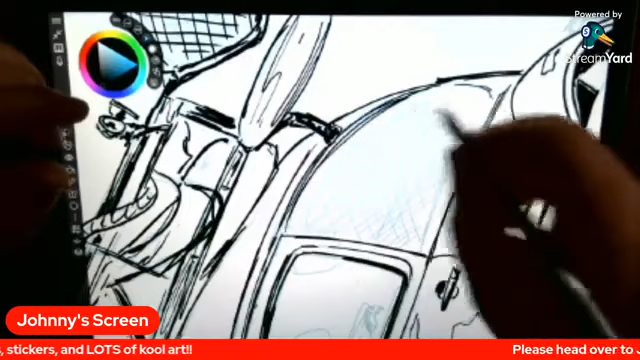 Powered by
StreamYard
Johnny's Screen
, stickers, and LOTS of kool art!! Please head over to J